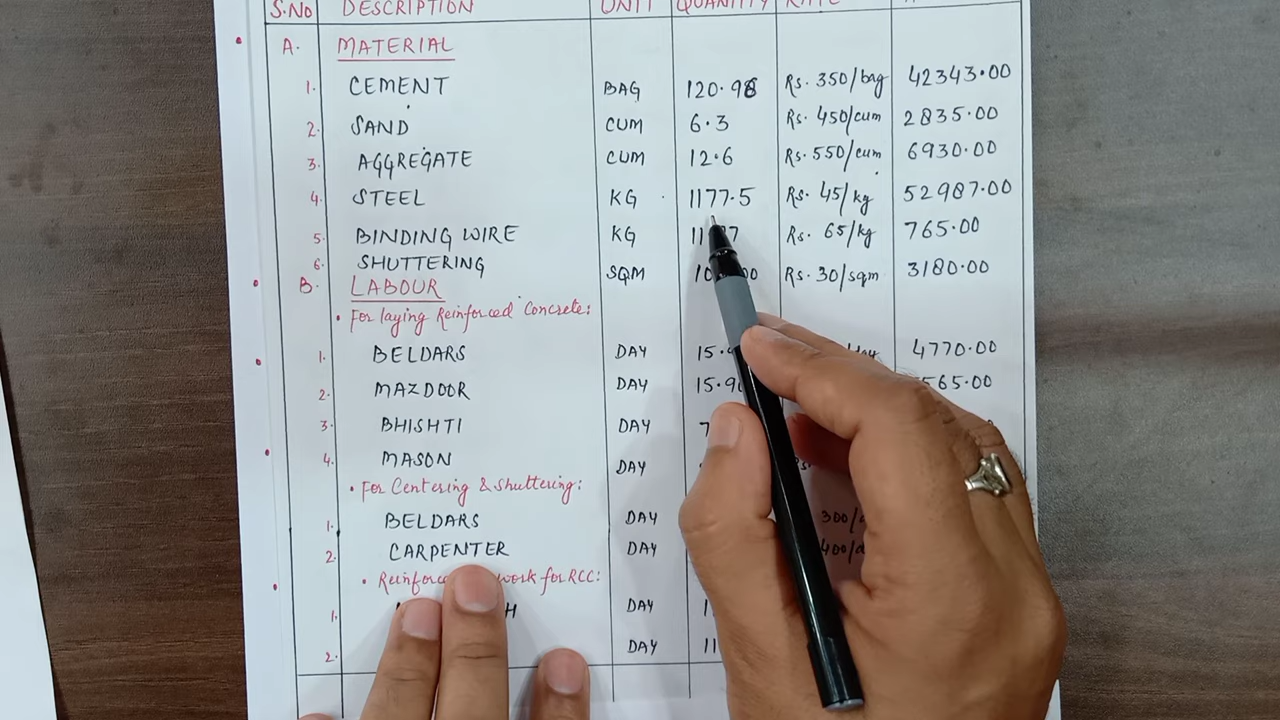 S.No DESCRIPTION UNIT QUANTITY RATE
A. MATERIAL
1. CEMENT BAG 120.98 Rs. 350/bag 42343.00
2. SAND CUM 6.3 Rs. 450/cum 2835.00
3. AGGREGATE CUM 12.6 Rs. 550/cum 6930.00
4. STEEL KG 1177.5 Rs. 45/kg 52987.00
5. BINDING WIRE KG Rs. 65/kg 765.00
6. SHUTTERING SQM Rs. 30/sqm 3180.00
B. LABOUR
• For laying Reinforced Concrete:
1. BELDARS DAY 4770.00
2. MAZDOOR DAY
3. BHISHTI DAY
4. MASON DAY
• For Centering & Shuttering:
1. BELDARS DAY
2. CARPENTER DAY
• for RCC:
1. DAY
2. DAY